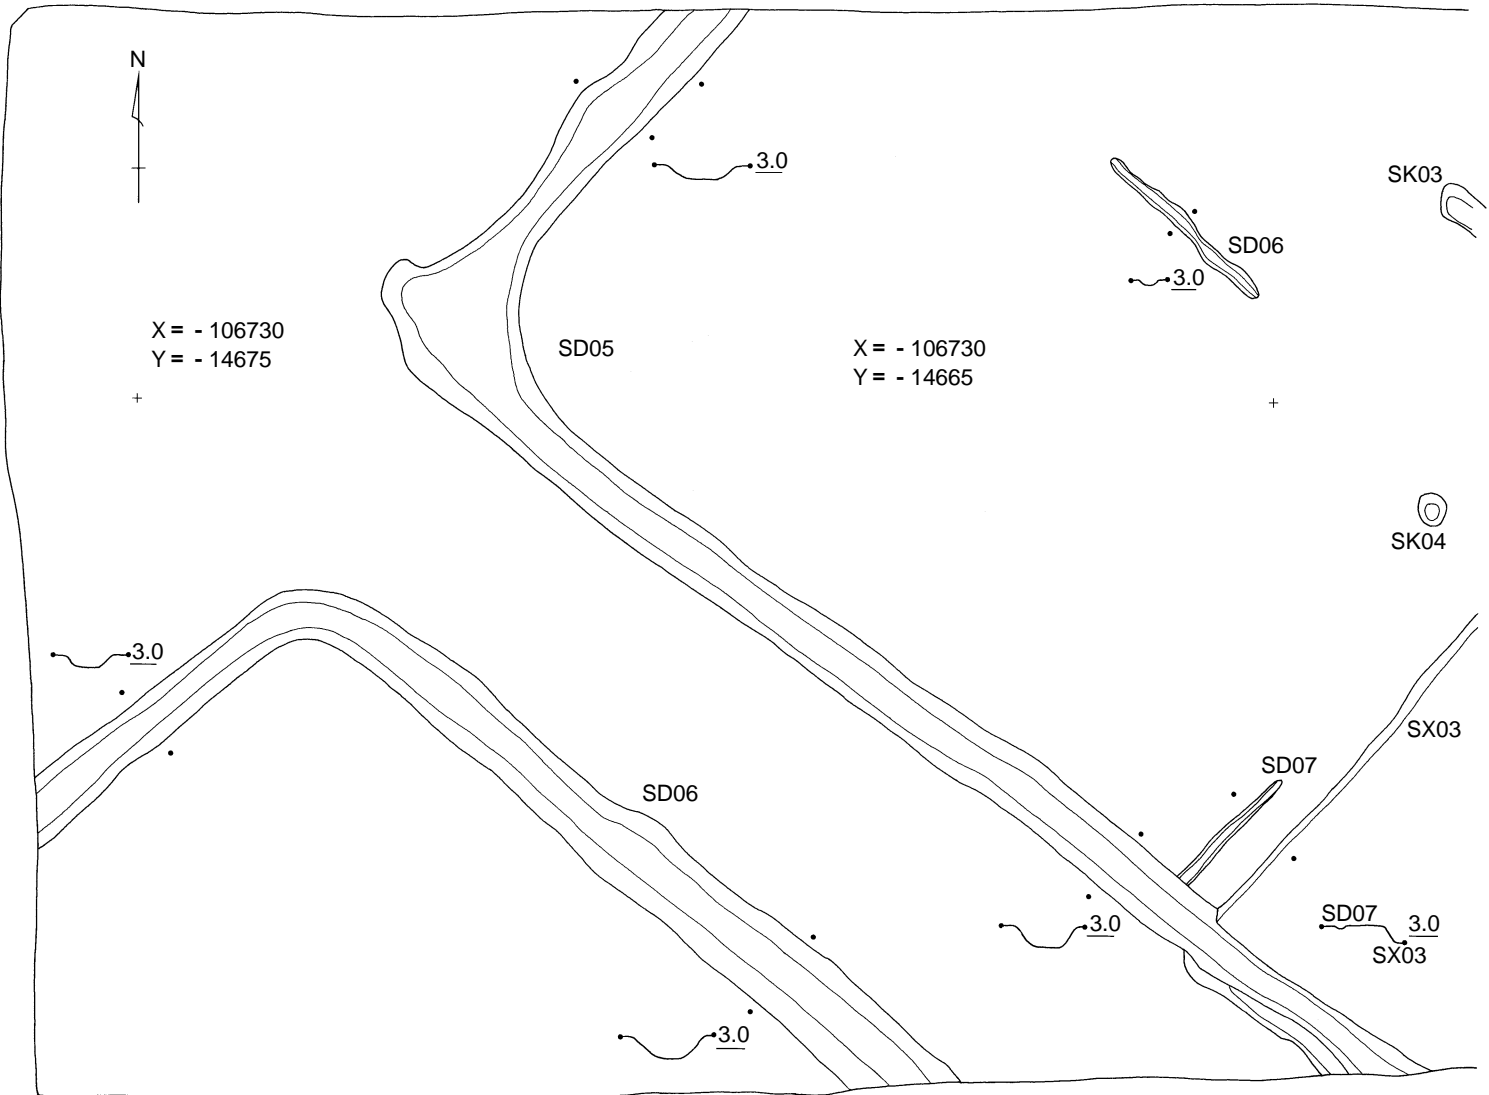 N
3.0
SK03
SD06
3.0
X = - 106730
Y = - 14675
SD05
X = - 106730
Y = - 14665
SK04
3.0
SX03
SD07
SD06
SD07
3.0
3.0
SX03
3.0